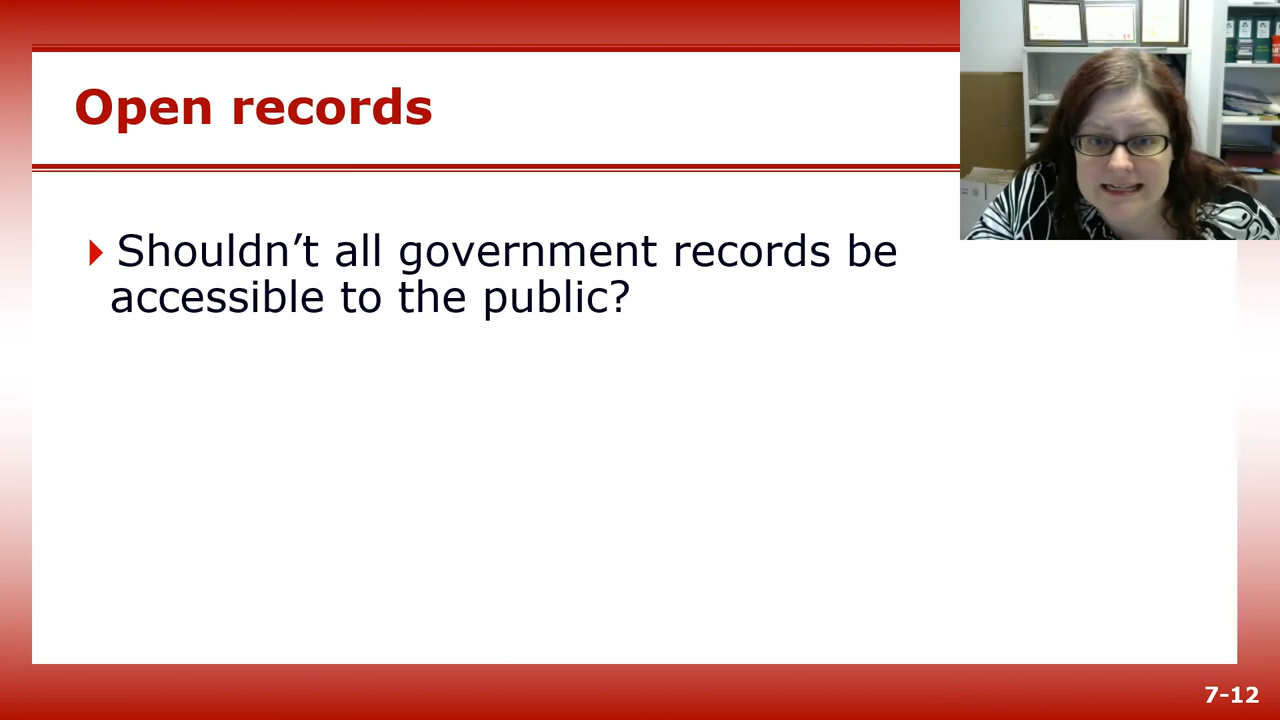 Open records
Shouldn’t all government records be
accessible to the public?
7-12